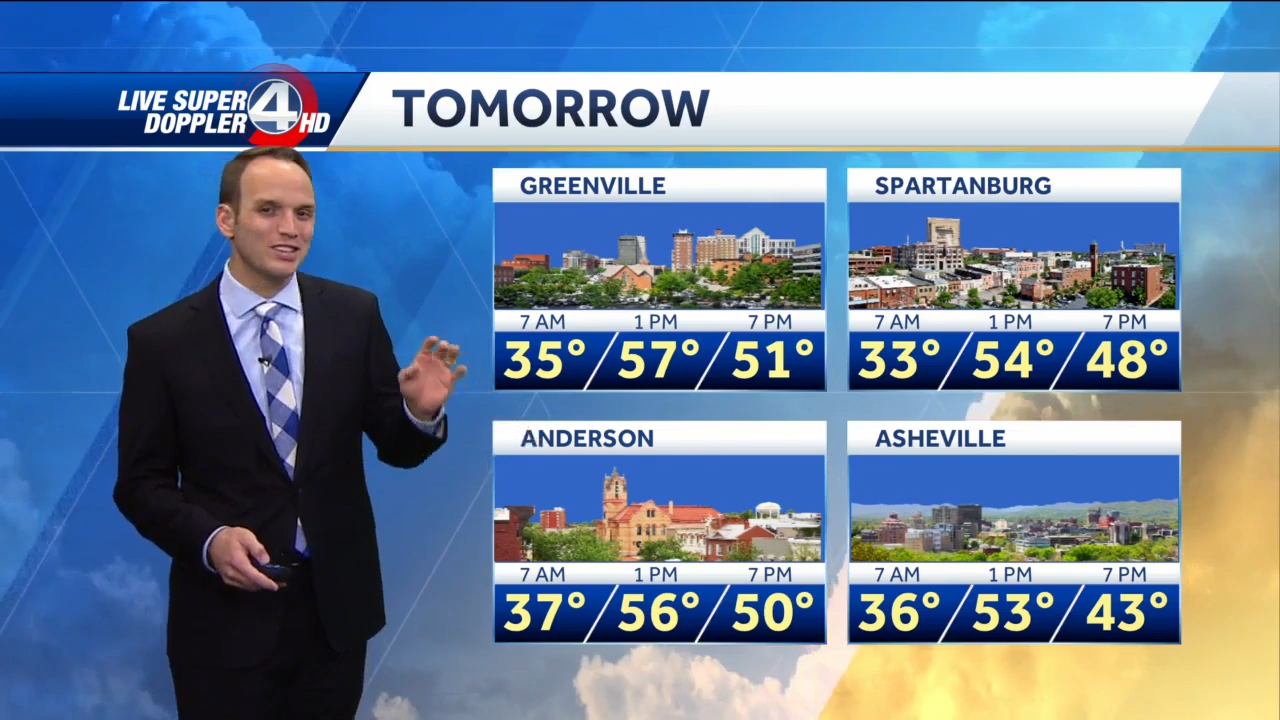 LIVE SUPER
DOPPLER 4 HD
TOMORROW
GREENVILLE
7 AM 1 PM 7 PM
35° 57° 51°
SPARTANBURG
7 AM 1 PM 7 PM
33° 54° 48°
ANDERSON
7 AM 1 PM 7 PM
37° 56° 50°
ASHEVILLE
7 AM 1 PM 7 PM
36° 53° 43°